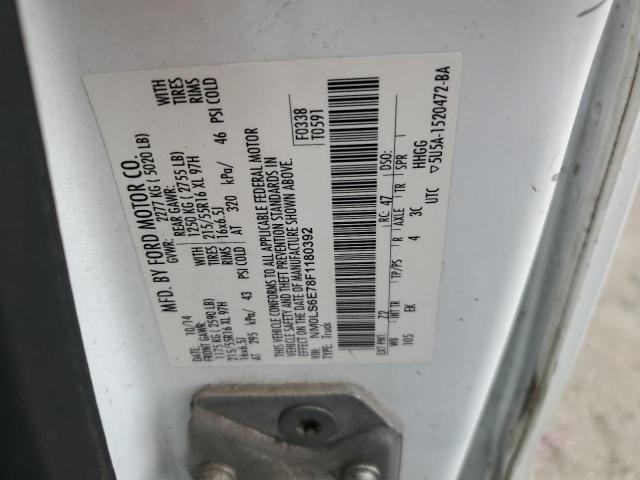 MFD. BY FORD MOTOR CO.
DATE: 10/14 GVWR: 2277 KG ( 5020 LB)
FRONT GAWR: REAR GAWR: WITH
1175 KG ( 2590 LB) 1250 KG ( 2755 LB) TIRES
215/55R16 XL 97H TIRES 215/55R16 XL 97H RIMS
16x6.5J RIMS 16x6.5J
AT 295 kPa/ 43 PSI COLD AT 320 kPa/ 46 PSI COLD
THIS VEHICLE CONFORMS TO ALL APPLICABLE FEDERAL MOTOR
VEHICLE SAFETY AND THEFT PREVENTION STANDARDS IN
EFFECT ON THE DATE OF MANUFACTURE SHOWN ABOVE.
VIN: NM0LS6E78F1180392
TYPE: Truck
F0338
T0591
EXT PNT: 7Z RC: 47 DSO:
WB INT TR TP/PS R AXLE TR SPR
105 EK 4 3C HHGG
UTC ▽5U5A-1520472-BA